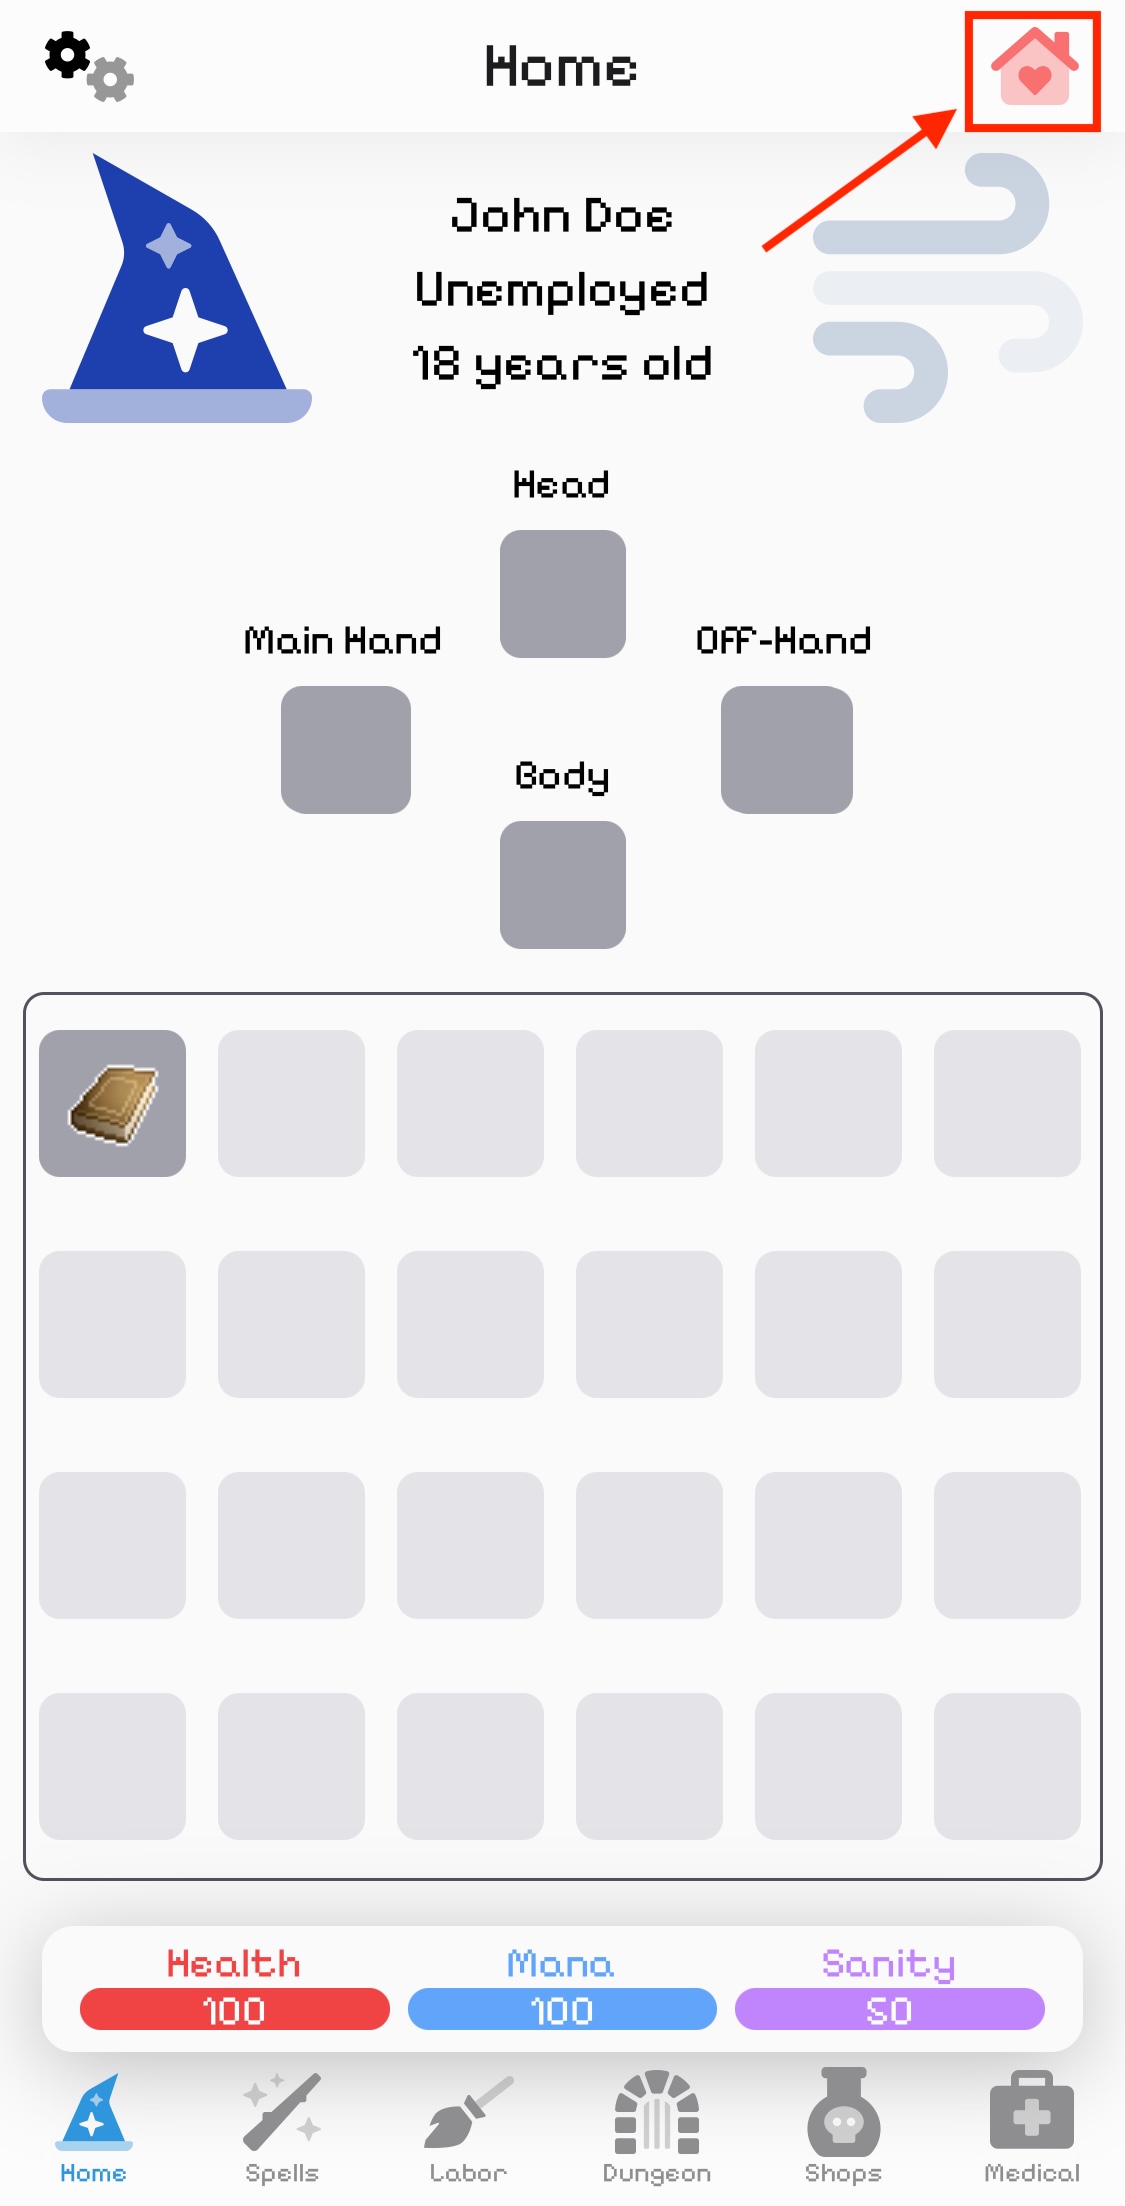 Home
John Doe
Unemployed
18 years old
Head
Main Hand
Off-Hand
Body
Health
Mana
Sanity
100
100
50
Home
Spells
Labor
Dungeon
Shops
Medical